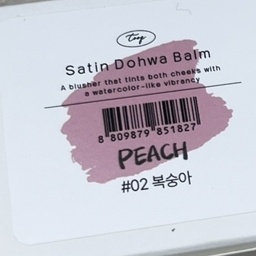 Satin Dohwa Balm
A blusher that tints both cheeks with
a watercolor-like vibrancy
8 809879 851827
PEACH
#02 복숭아